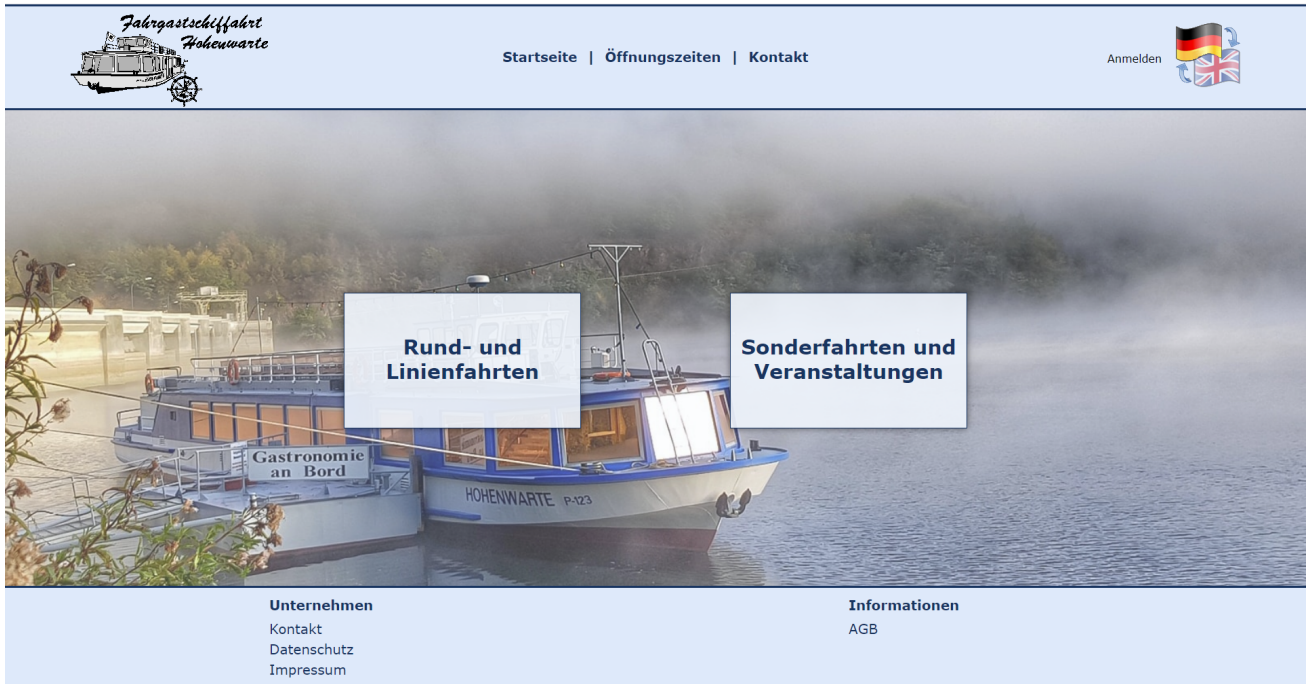 Fahrgastschiffahrt
Hohenwarte
Startseite | Öffnungszeiten | Kontakt
Anmelden
Rund- und
Linienfahrten
Sonderfahrten und
Veranstaltungen
Gastronomie
an Bord
HOHENWARTE P-123
Unternehmen
Kontakt
Datenschutz
Impressum
Informationen
AGB